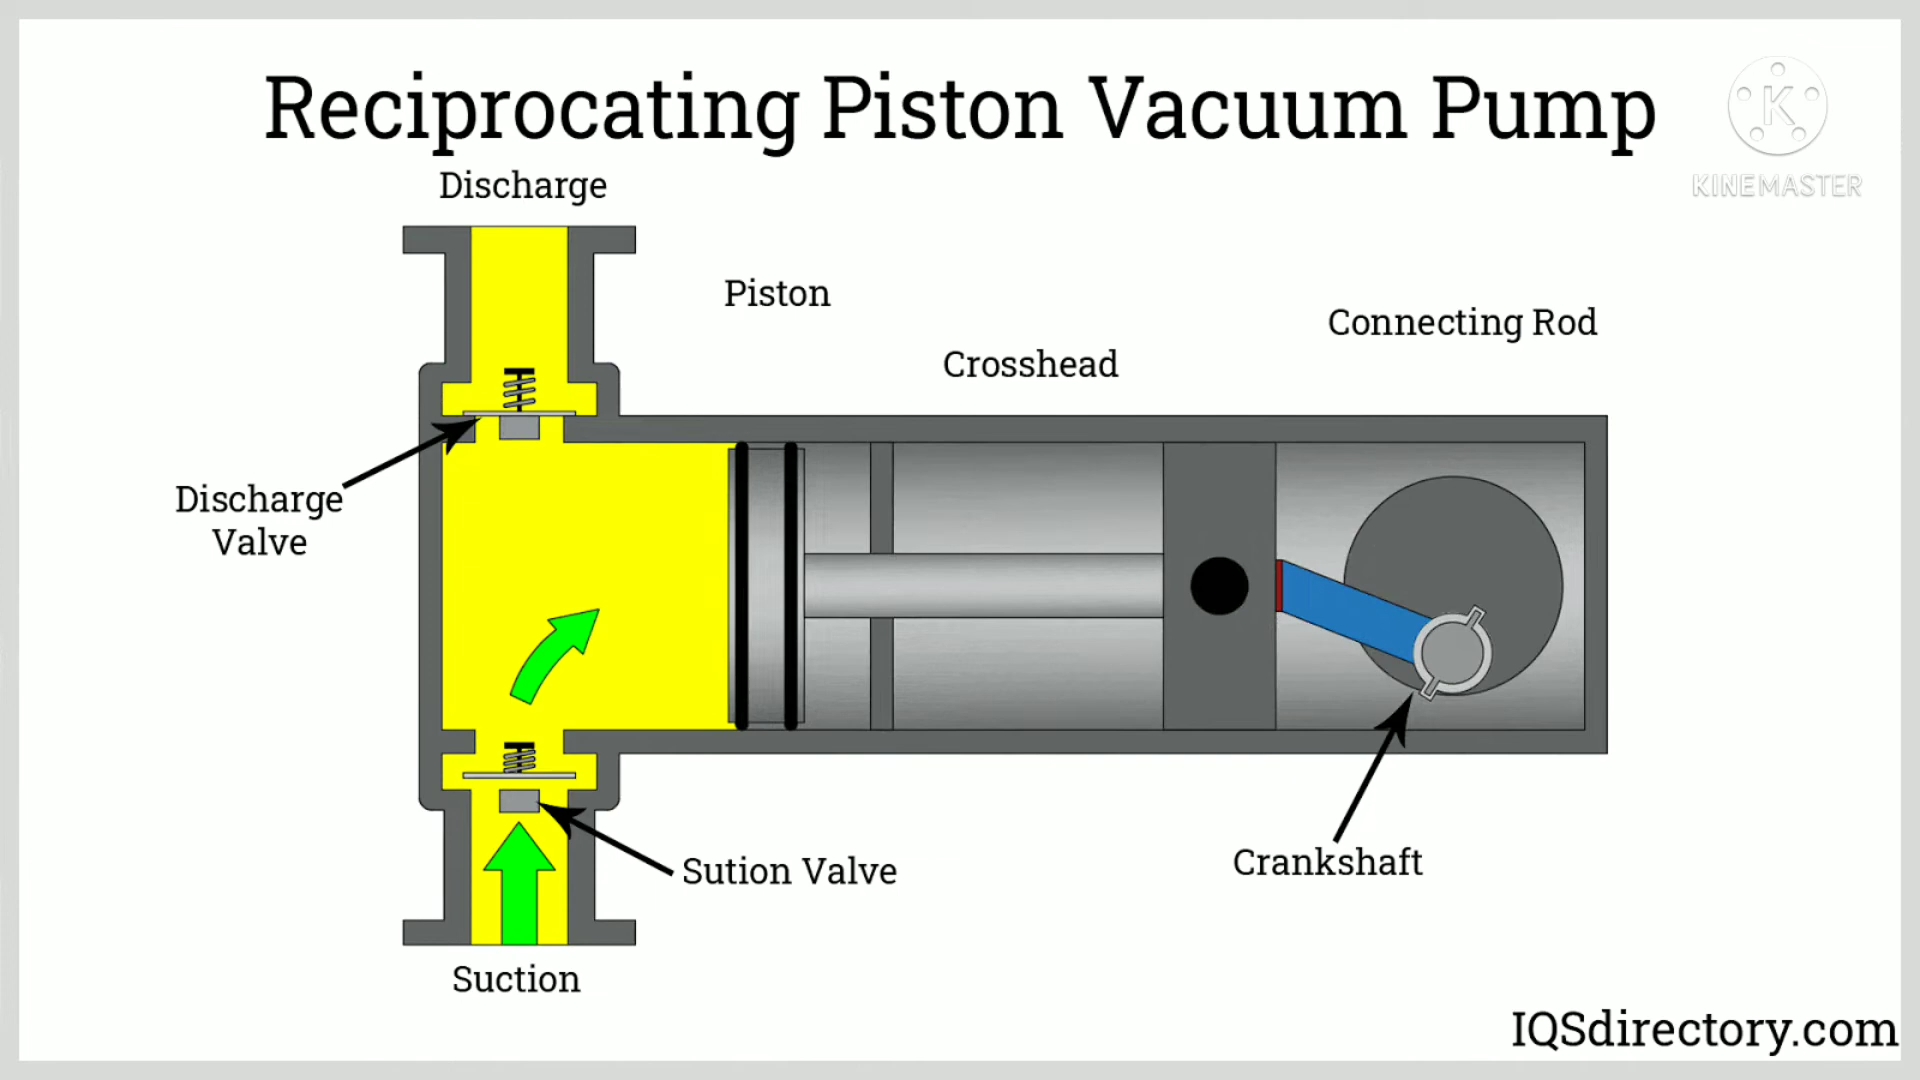 Reciprocating Piston Vacuum Pump
K
KINEMASTER
Discharge
Piston
Connecting Rod
Crosshead
Discharge
Valve
Sution Valve
Crankshaft
Suction
IQSdirectory.com